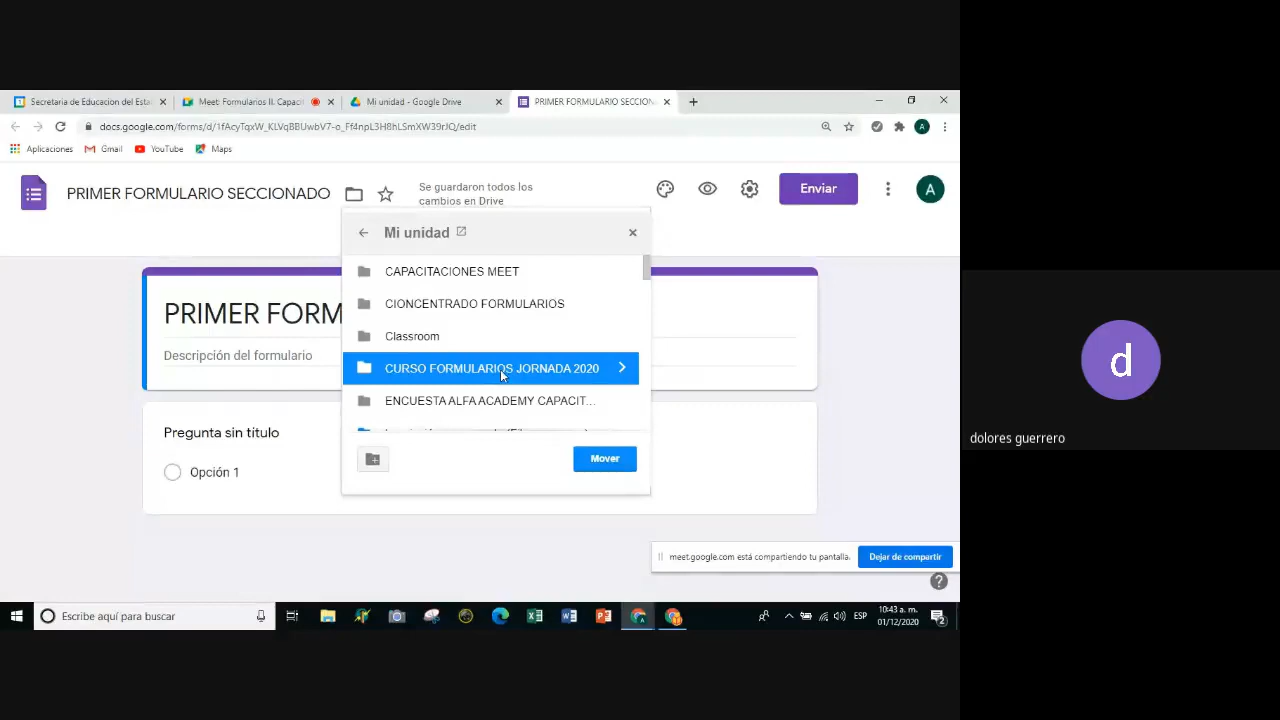 Secretaria de Educacion del Esta
Meet: Formularios II. Capaci
Mi unidad - Google Drive
PRIMER FORMULARIO SECCION
docs.google.com/forms/d/1fAcyTqxW_KLVqBBUwbV7-o_Ff4npL3H8hLSmXW39rJQ/edit
A
Aplicaciones
Gmail
YouTube
Maps
PRIMER FORMULARIO SECCIONADO
Se guardaron todos los
cambios en Drive
Enviar
A
Mi unidad
CAPACITACIONES MEET
CIONCENTRADO FORMULARIOS
Classroom
CURSO FORMULARIOS JORNADA 2020
ENCUESTA ALFA ACADEMY CAPACIT...
Mover
PRIMER FORM
Descripción del formulario
Pregunta sin título
Opción 1
meet.google.com está compartiendo tu pantalla.
Dejar de compartir
Escribe aquí para buscar
ESP
10:43 a. m.
01/12/2020
2
d
dolores guerrero